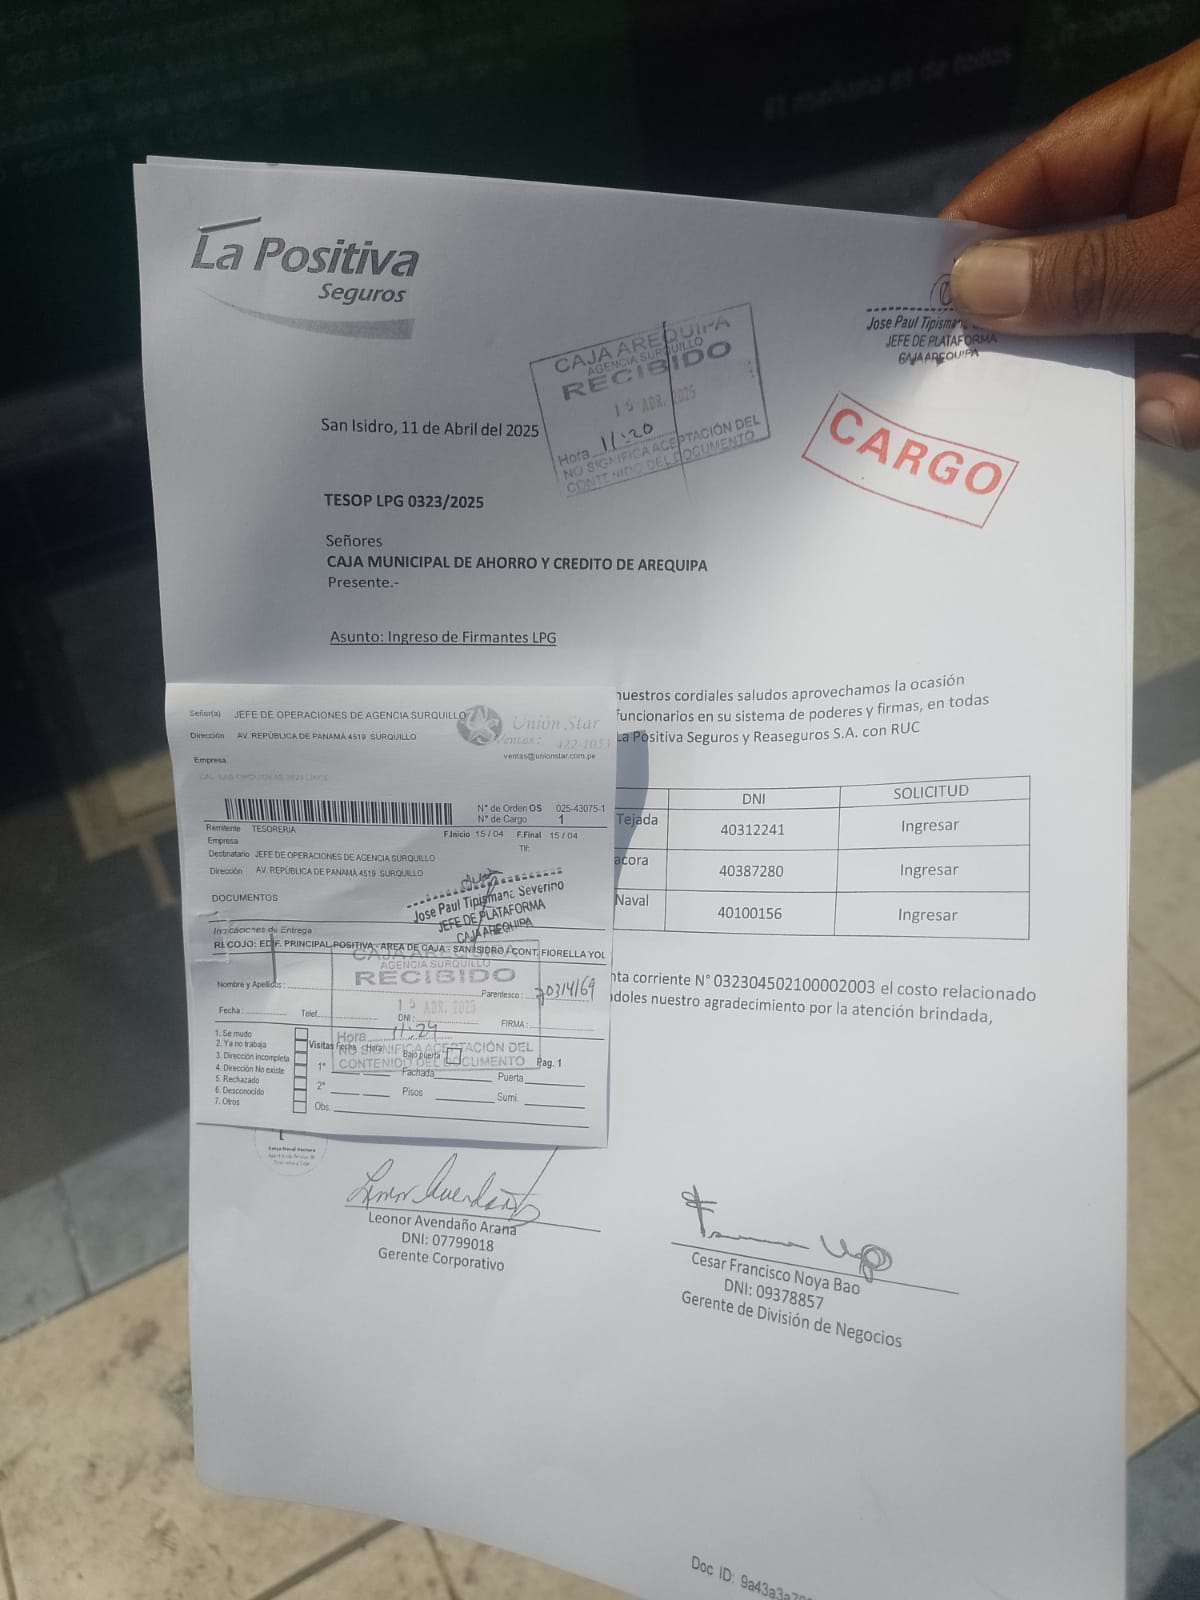 El mañana es de todos
La Positiva
Seguros
Jose Paul Tipismana
JEFE DE PLATAFORMA
CAJA AREQUIPA
CAJA AREQUIPA
AGENCIA SURQUILLO
RECIBIDO
15 ABR. 2025
Hora 11:20
NO SIGNIFICA ACEPTACIÓN DEL
CONTENIDO DEL DOCUMENTO
CARGO
San Isidro, 11 de Abril del 2025
TESOP LPG 0323/2025
Señores
CAJA MUNICIPAL DE AHORRO Y CREDITO DE AREQUIPA
Presente.-
Asunto: Ingreso de Firmantes LPG
nuestros cordiales saludos aprovechamos la ocasión
funcionarios en su sistema de poderes y firmas, en todas
La Positiva Seguros y Reaseguros S.A. con RUC
DNI SOLICITUD
Tejada 40312241 Ingresar
acora 40387280 Ingresar
Naval 40100156 Ingresar
nta corriente N° 032304502100002003 el costo relacionado
ndoles nuestro agradecimiento por la atención brindada,
Señor(a) JEFE DE OPERACIONES DE AGENCIA SURQUILLO
Dirección AV. REPÚBLICA DE PANAMÁ 4519 SURQUILLO
Unión Star
Ventas: 422-1053
ventas@unionstar.com.pe
Empresa
N° de Orden OS 025-43075-1
N° de Cargo 1
Remitente TESORERIA
F.Inicio 15 / 04 F.Final 15 / 04
Empresa
Tlf:
Destinatario JEFE DE OPERACIONES DE AGENCIA SURQUILLO
Dirección AV. REPÚBLICA DE PANAMÁ 4519 SURQUILLO
DOCUMENTOS
Jose Paul Tipismana Severino
JEFE DE PLATAFORMA
CAJA AREQUIPA
Indicaciones de Entrega
RECOJO: EDIF. PRINCIPAL POSITIVA - AREA DE CAJA - SAN ISIDRO / CONT. FIORELLA YOL
CAJA AREQUIPA
AGENCIA SURQUILLO
RECIBIDO
15 ABR. 2025
Hora 11:24
NO SIGNIFICA ACEPTACIÓN DEL
CONTENIDO DEL DOCUMENTO
Nombre y Apellidos: Parentesco: 70314169
Fecha: Telef. DNI: FIRMA:
1. Se mudo
2. Ya no trabaja
3. Dirección incompleta
4. Dirección No existe
5. Rechazado
6. Desconocido
7. Otros
Visitas Fecha Hora Bajo puerta Pag. 1
1° Fachada Puerta
2° Pisos Sumi.
Obs.
Leonor Avendaño Arana
DNI: 07799018
Gerente Corporativo
Cesar Francisco Noya Bao
DNI: 09378857
Gerente de División de Negocios
Doc ID: 9a43a3a